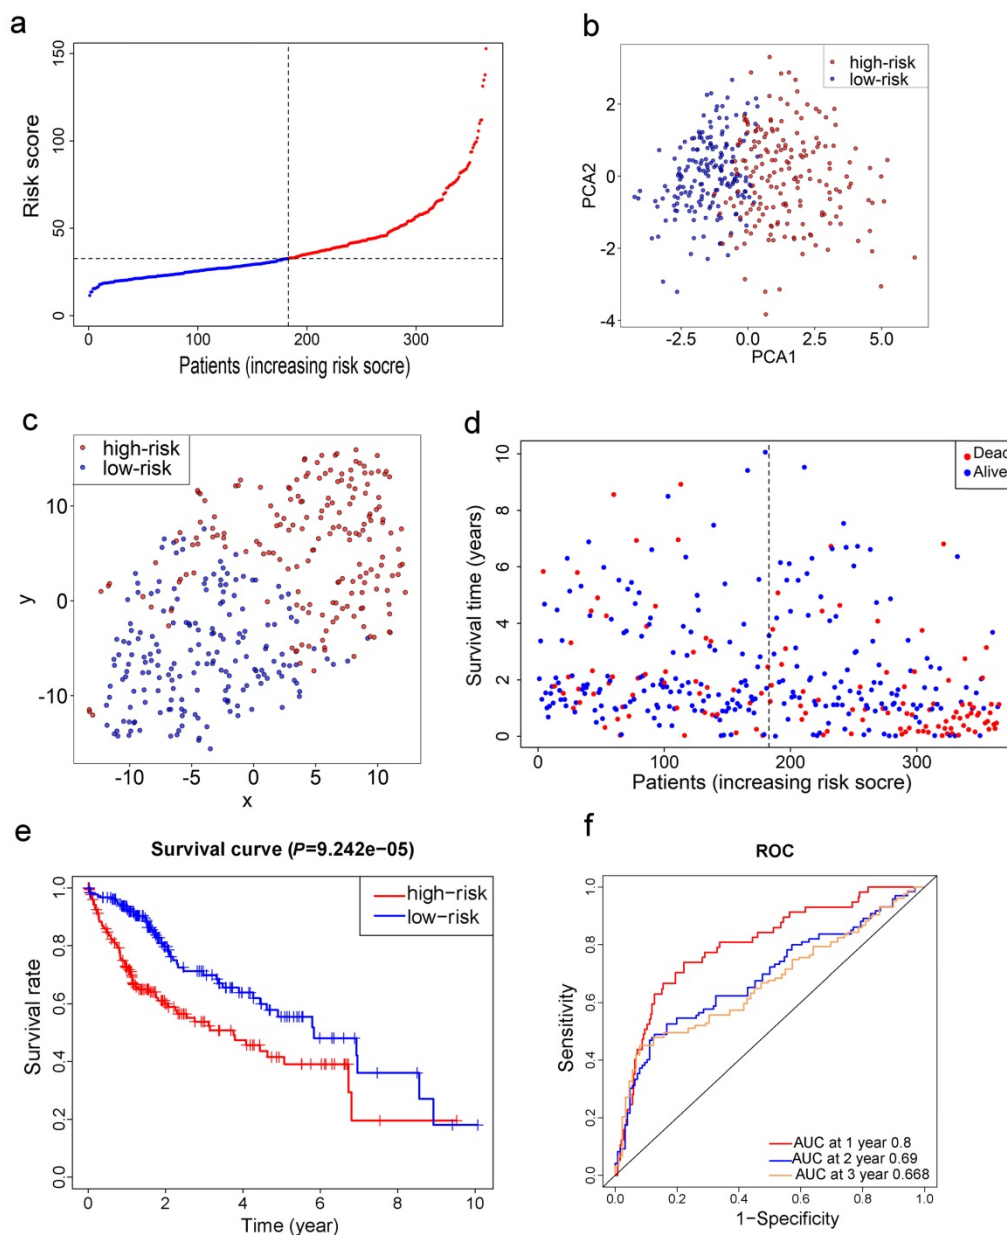 a
150
100
50
0
Risk score
0 100 200 300
Patients (increasing risk socre)
b
high-risk
low-risk
2
0
-2
-4
PCA2
-2.5 0.0 2.5 5.0
PCA1
c
high-risk
low-risk
10
0
-10
y
-10 -5 0 5 10
x
d
Dead
Alive
10
8
6
4
2
0
Survival time (years)
0 100 200 300
Patients (increasing risk socre)
e
Survival curve (P=9.242e−05)
high−risk
low−risk
1.0
0.8
0.6
0.4
0.2
0.0
Survival rate
0 2 4 6 8 10
Time (year)
f
ROC
1.0
0.8
0.6
0.4
0.2
0.0
Sensitivity
AUC at 1 year 0.8
AUC at 2 year 0.69
AUC at 3 year 0.668
0.0 0.2 0.4 0.6 0.8 1.0
1−Specificity